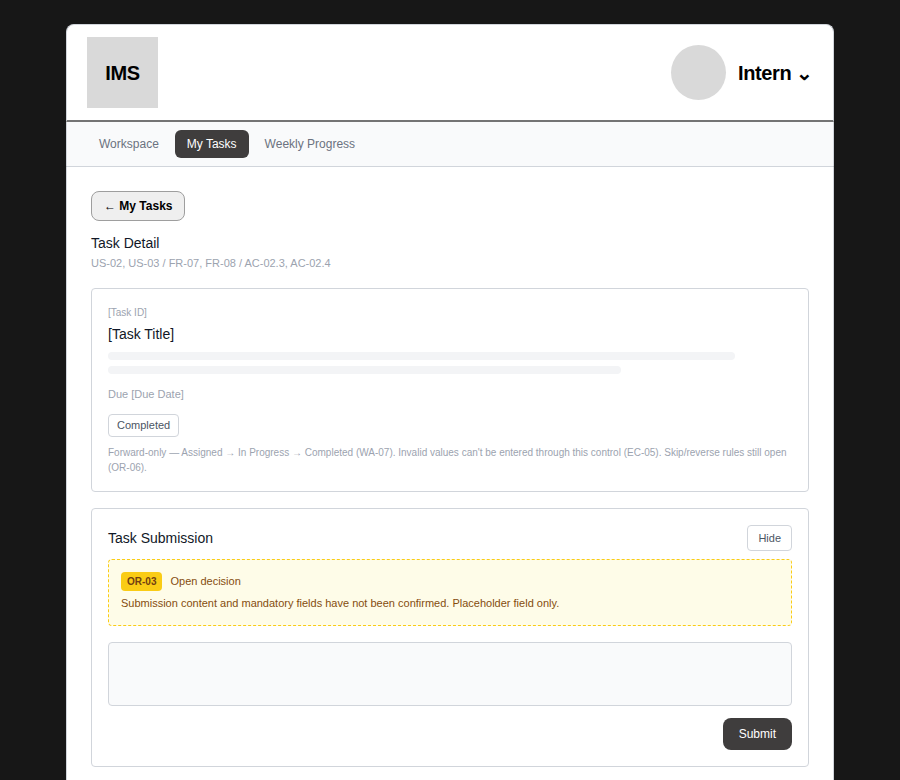 IMS
Intern
Workspace
My Tasks
Weekly Progress
← My Tasks
Task Detail
US-02, US-03 / FR-07, FR-08 / AC-02.3, AC-02.4
[Task ID]
[Task Title]
Due [Due Date]
Completed
Forward-only — Assigned → In Progress → Completed (WA-07). Invalid values can't be entered through this control (EC-05). Skip/reverse rules still open
(OR-06).
Task Submission
Hide
OR-03 Open decision
Submission content and mandatory fields have not been confirmed. Placeholder field only.
Submit